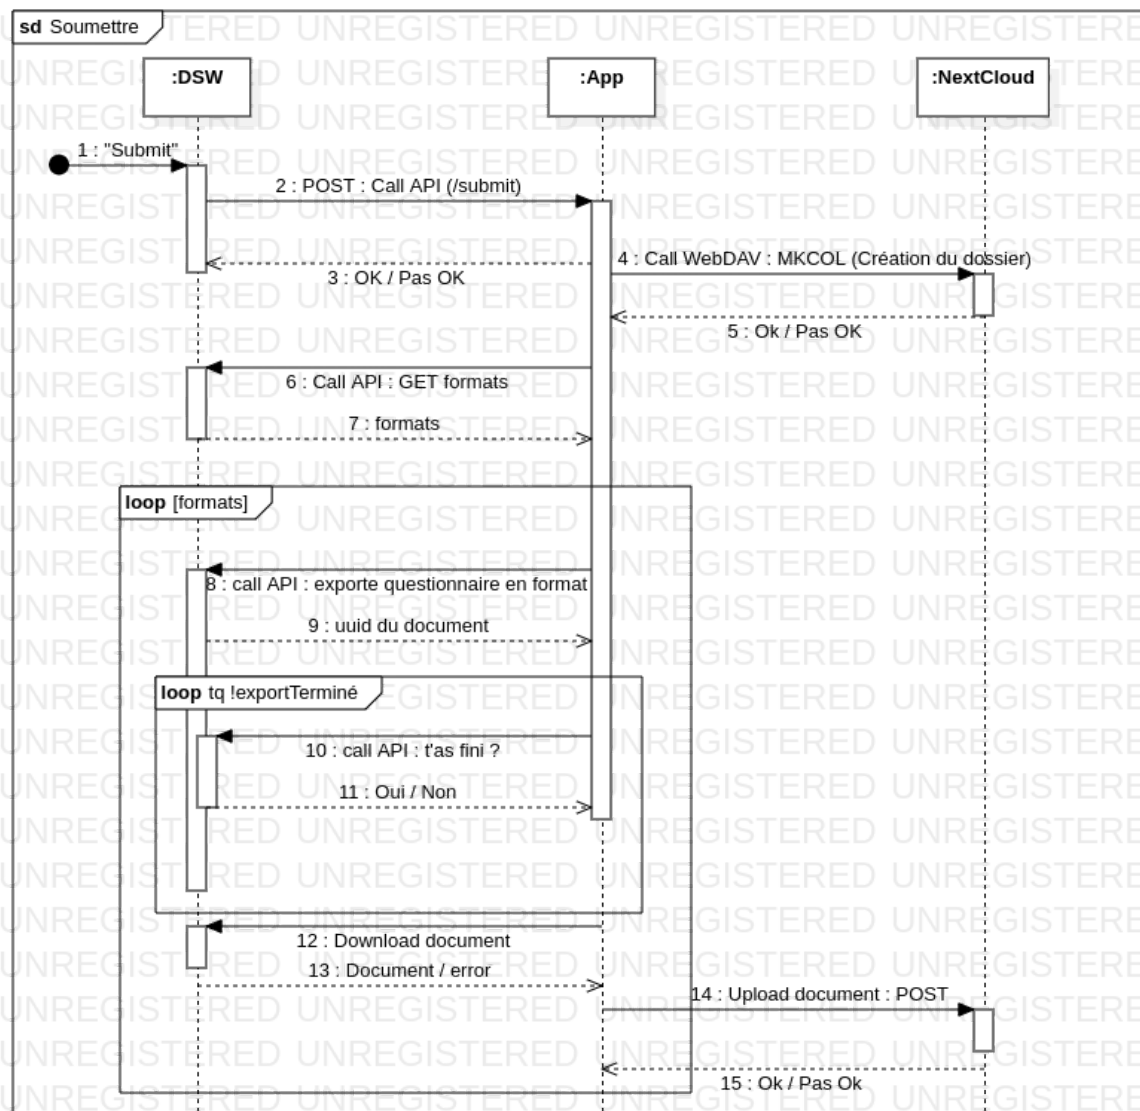 sd Soumettre
:DSW
:App
:NextCloud
1 : "Submit"
2 : POST : Call API (/submit)
3 : OK / Pas OK
4 : Call WebDAV : MKCOL (Création du dossier)
5 : Ok / Pas OK
6 : Call API : GET formats
7 : formats
loop [formats]
8 : call API : exporte questionnaire en format
9 : uuid du document
loop tq !exportTerminé
10 : call API : t'as fini ?
11 : Oui / Non
12 : Download document
13 : Document / error
14 : Upload document : POST
15 : Ok / Pas Ok
UNREGISTERED